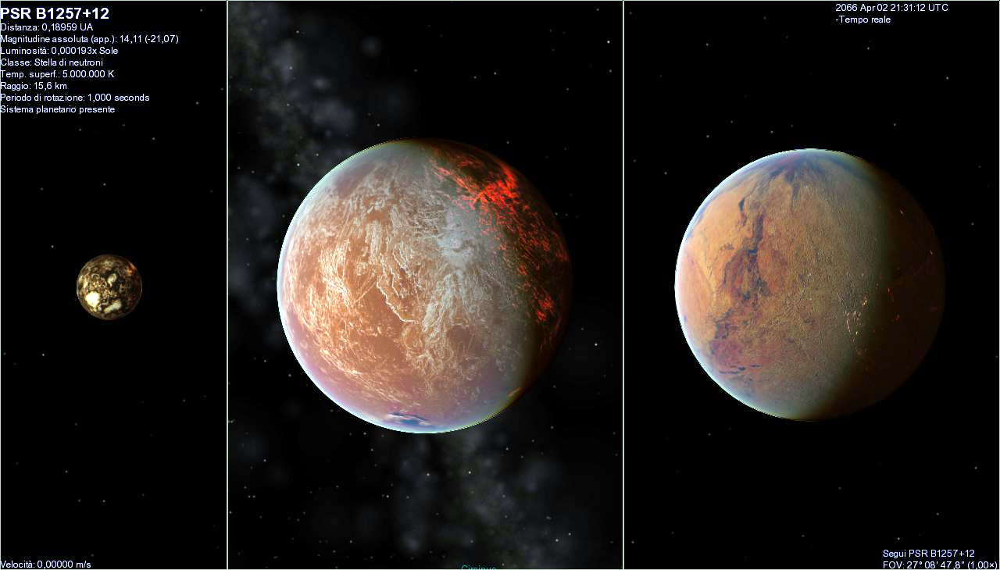 PSR B1257+12
Distanza: 0,18959 UA
Magnitudine assoluta (app.): 14,11 (-21,07)
Luminosità: 0,000193x Sole
Classe: Stella di neutroni
Temp. superf.: 5.000.000 K
Raggio: 15,6 km
Periodo di rotazione: 1,000 seconds
Sistema planetario presente
2066 Apr 02 21:31:12 UTC
-Tempo reale
Velocità: 0,00000 m/s
Segui PSR B1257+12
FOV: 27° 08' 47,8" (1,00×)